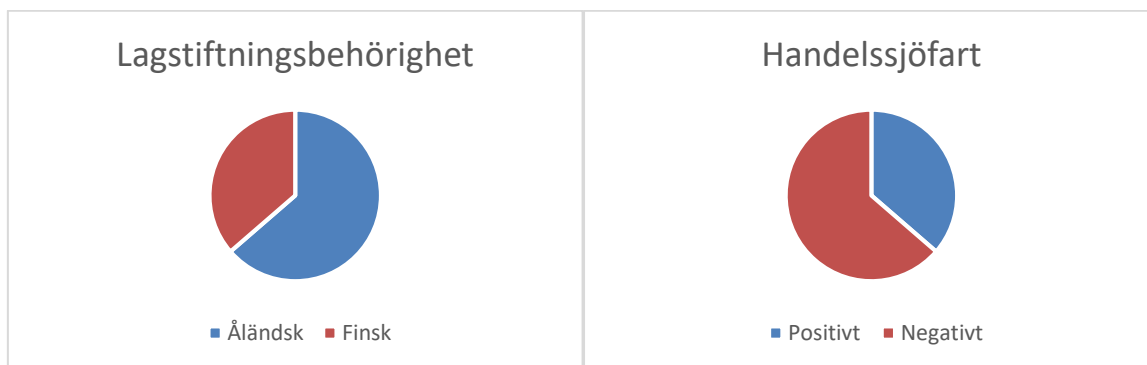 Lagstiftningsbehörighet
Åländsk Finsk
Handelssjöfart
Positivt Negativt